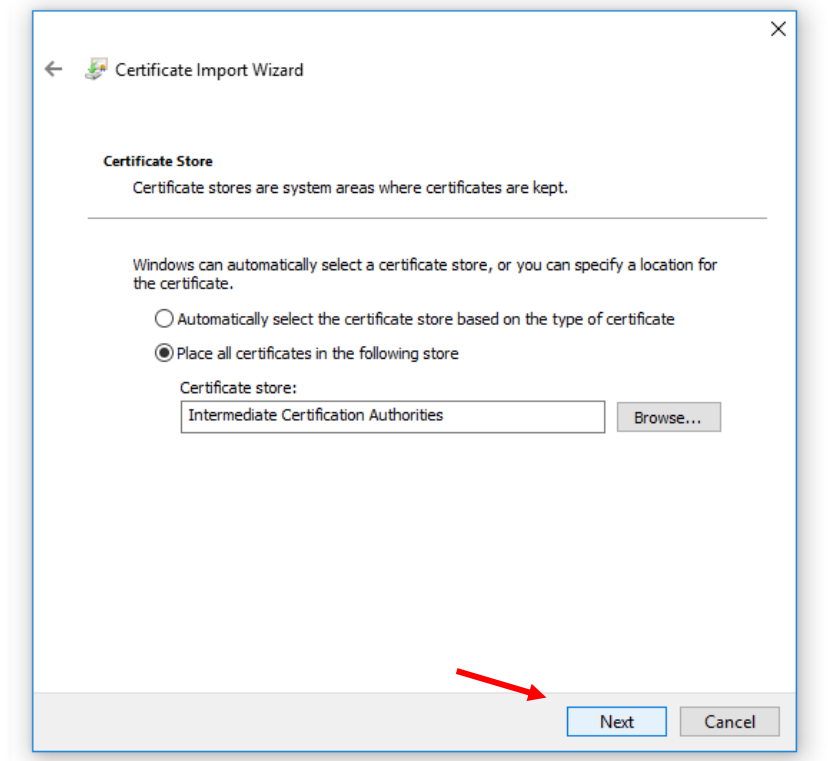 Certificate Import Wizard
Certificate Store
Certificate stores are system areas where certificates are kept.
Windows can automatically select a certificate store, or you can specify a location for
the certificate.
Automatically select the certificate store based on the type of certificate
Place all certificates in the following store
Certificate store:
Intermediate Certification Authorities
Browse...
Next
Cancel